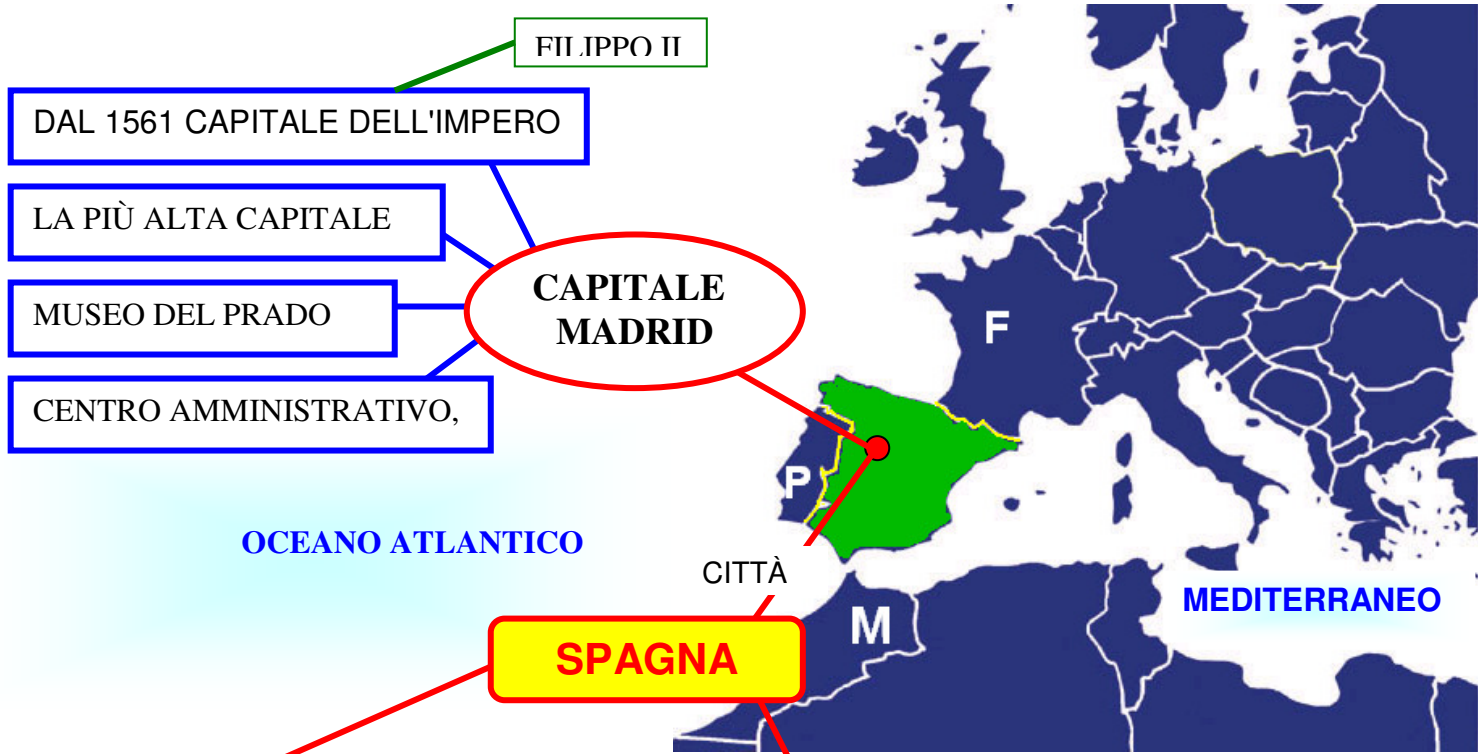 FILIPPO II
DAL 1561 CAPITALE DELL'IMPERO
LA PIÙ ALTA CAPITALE
MUSEO DEL PRADO
CENTRO AMMINISTRATIVO,
CAPITALE
MADRID
F
P
OCEANO ATLANTICO
CITTÀ
MEDITERRANEO
M
SPAGNA